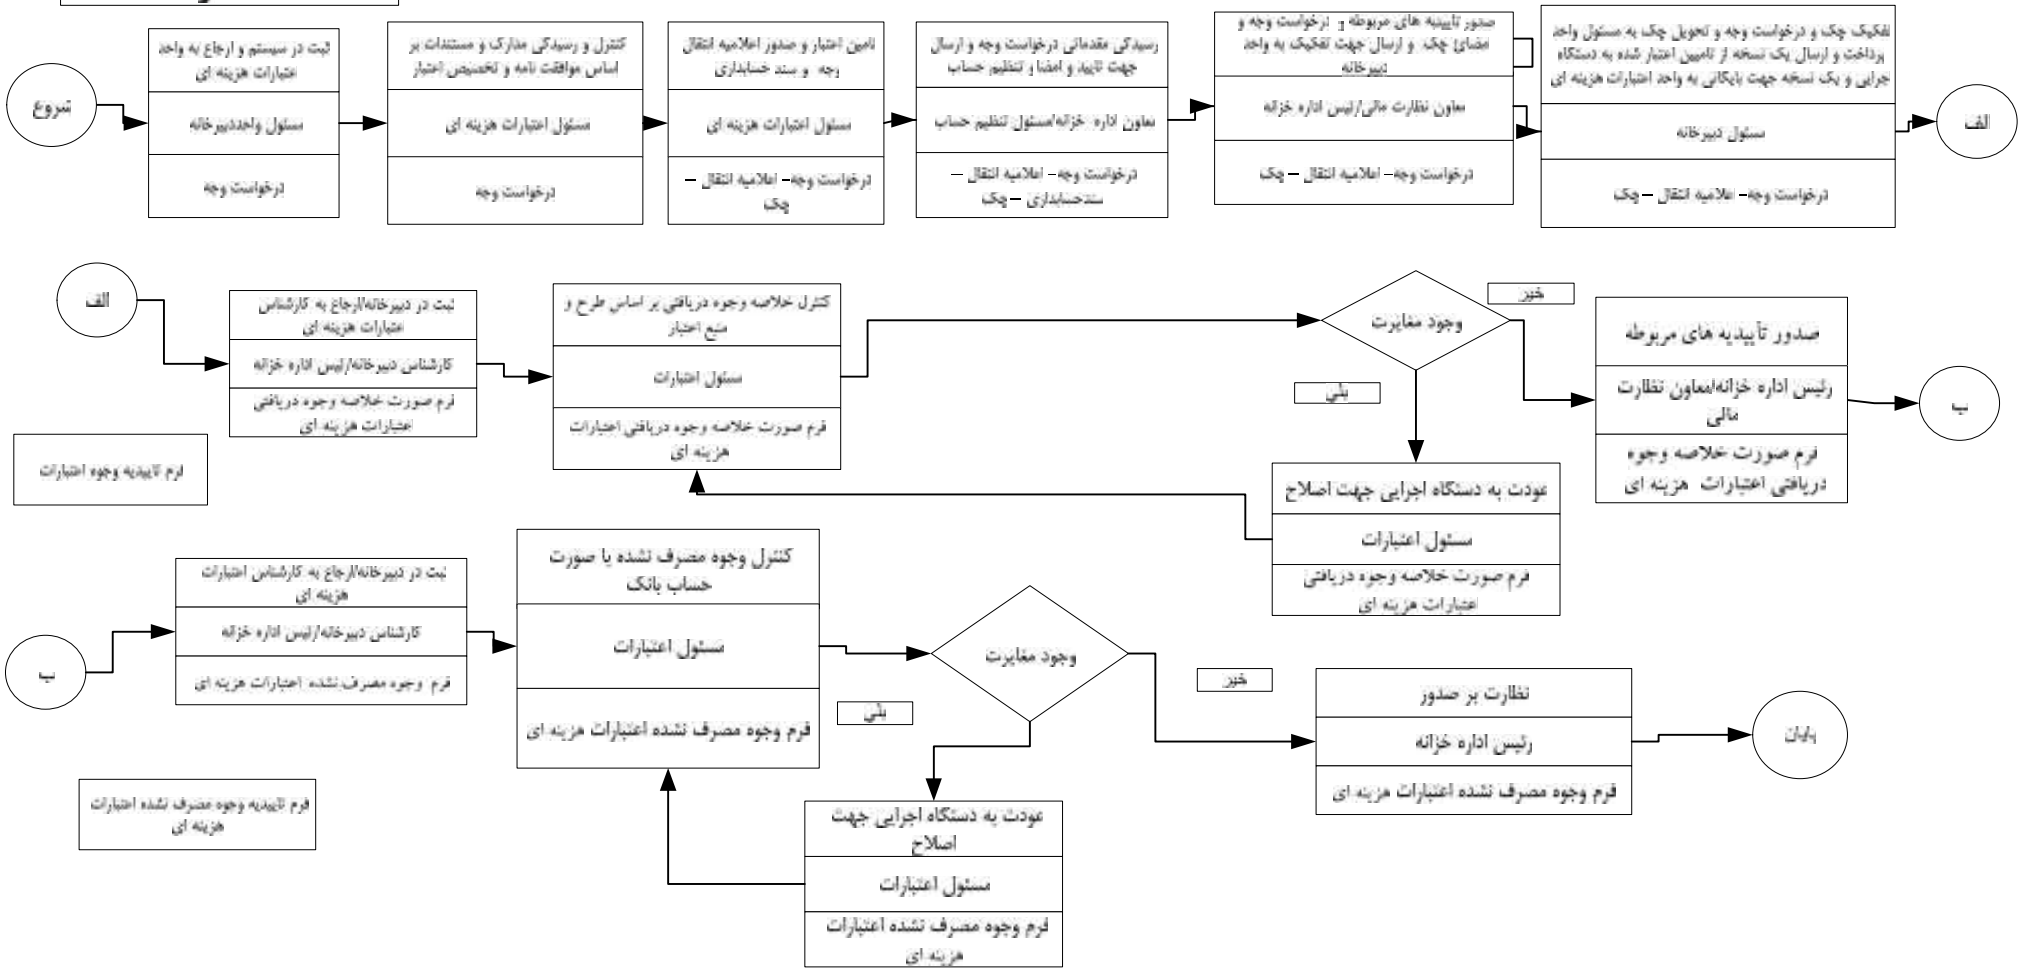 شروع
ثبت در سیستم و ارجاع به واحد
عتبارات هزینه ای
مسئول واحددبیرخانه
درخواست وجه
کنترل و رسیدگی مدارک و مستندات بر
اساس موافقت نامه و تخصیص اعتبار
مسئول اعتبارات هزینه ای
درخواست وجه
تامین اعتبار و صدور اعلامیه انتقال
وجه و سند حسابداری
مسئول اعتبارات هزینه ای
درخواست وجه– اعلامیه انتقال –
چک
رسیدگی مقدماتی درخواست وجه و ارسال
جهت تایید و امضا و تنظیم حساب
معاون اداره خزانه/مسئول تنظیم حساب
درخواست وجه– اعلامیه انتقال –
سندحسابداری – چک
صدور تاییدیه های مربوطه و درخواست وجه و
امضائ چک و ارسال جهت تفکیک به واحد
دبیرخانه
معاون نظارت مالی/رئیس اداره خزانه
درخواست وجه– اعلامیه انتقال – چک
تفکیک چک و درخواست وجه و تحویل چک به مسئول واحد
پرداخت و ارسال یک نسخه از تامیین اعتبار شده به دستگاه
جرایی و یک نسخه جهت بایگانی به واحد اعتبارات هزینه ای
مسئول دبیرخانه
درخواست وجه– اعلامیه انتقال – چک
الف
الف
ثبت در دبیرخانه/ارجاع به کارشناس
عتبارات هزینه ای
کارشناس دبیرخانه/رئیس اداره خزانه
فرم صورت خلاصه وجوه دریافتی
اعتبارات هزینه ای
کنترل خلاصه وجوه دریافتی بر اساس طرح و
منبع اعتبار
مسئول اعتبارات
فرم صورت خلاصه وجوه دریافتی اعتبارات
هزینه ای
وجود مغایرت
خیر
بلی
صدور تأییدیه های مربوطه
رئیس اداره خزانه/معاون نظارت
مالی
فرم صورت خلاصه وجوه
دریافتی اعتبارات هزینه ای
ب
فرم تاییدیه وجوه اعتبارات
عودت به دستگاه اجرایی جهت اصلاح
مسئول اعتبارات
فرم صورت خلاصه وجوه دریافتی
عتبارات هزینه ای
ب
ثبت در دبیرخانه/ارجاع به کارشناس اعتبارات
هزینه ای
کارشناس دبیرخانه/رئیس اداره خزانه
فرم وجوه مصرف نشده اعتبارات هزینه ای
کنترل وجوه مصرف نشده با صورت
حساب بانک
مسئول اعتبارات
فرم وجوه مصرف نشده اعتبارات هزینه ای
وجود مغایرت
بلی
خیر
نظارت بر صدور
رئیس اداره خزانه
فرم وجوه مصرف نشده اعتبارات هزینه ای
پایان
فرم تاییدیه وجوه مصرف نشده اعتبارات
هزینه ای
عودت به دستگاه اجرایی جهت
اصلاح
مسئول اعتبارات
فرم وجوه مصرف نشده اعتبارات
هزینه ای